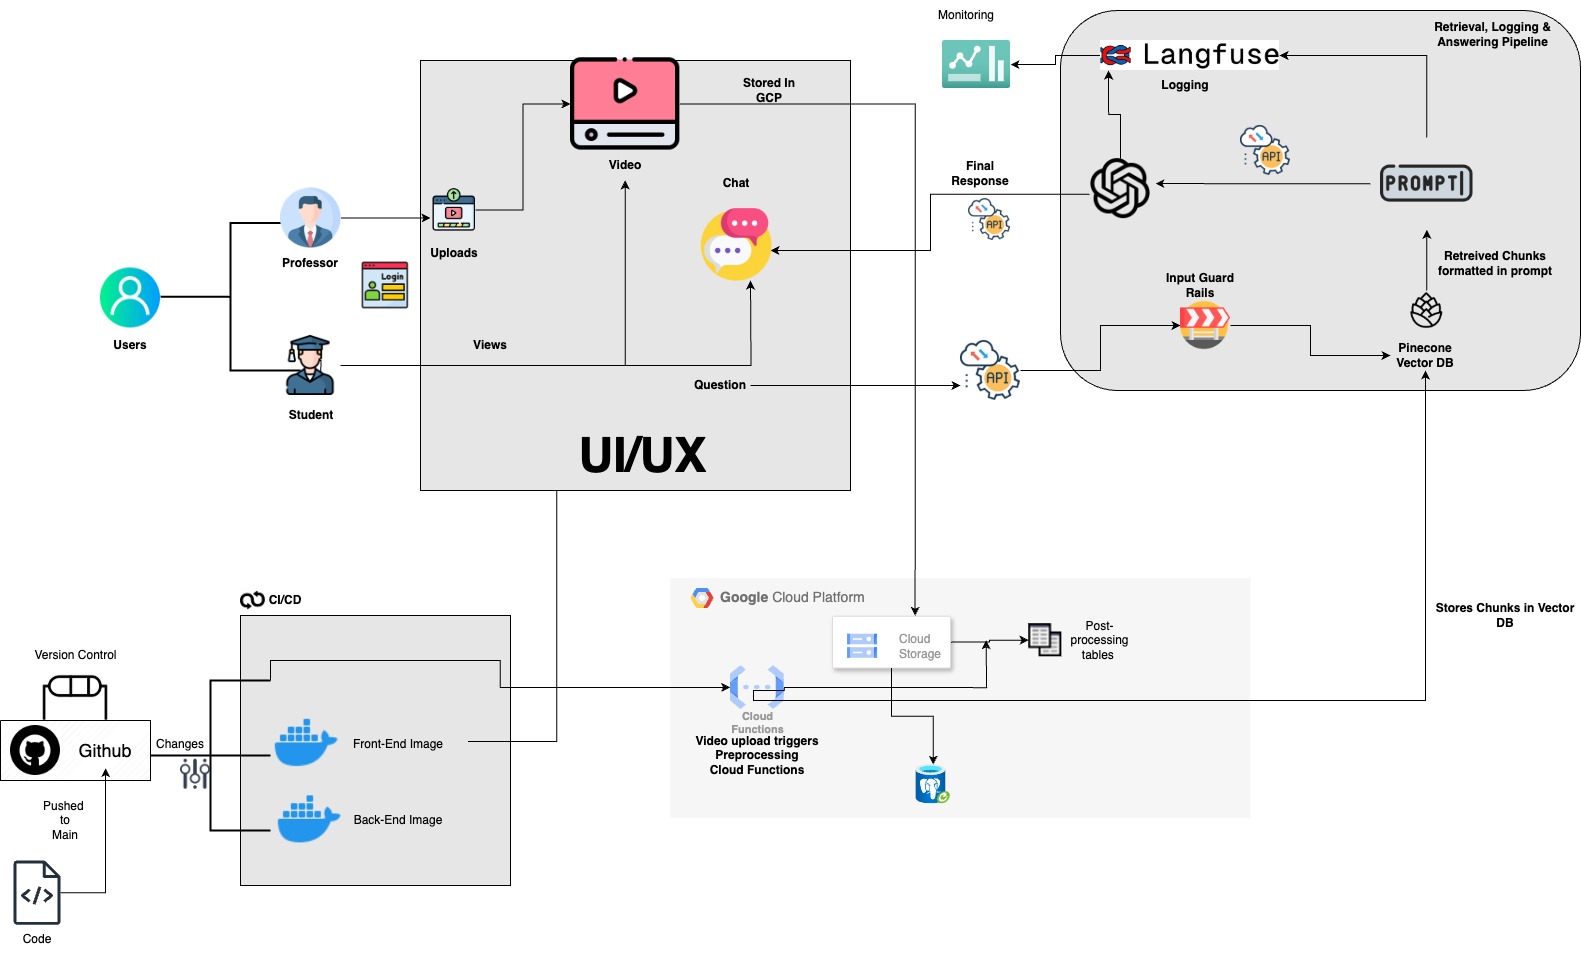 Monitoring
Retrieval, Logging &
Answering Pipeline
Langfuse
Logging
Stored In
GCP
Video
Chat
Final
Response
API
API
PROMPT
Uploads
Professor
Login
Users
Student
Views
Question
UI/UX
API
Input Guard
Rails
Retreived Chunks
formatted in prompt
Pinecone
Vector DB
CI/CD
Version Control
Github
Changes
Pushed
to
Main
Code
Front-End Image
Back-End Image
Google Cloud Platform
Cloud
Storage
Post-
processing
tables
Cloud
Functions
Video upload triggers
Preprocessing
Cloud Functions
Stores Chunks in Vector
DB